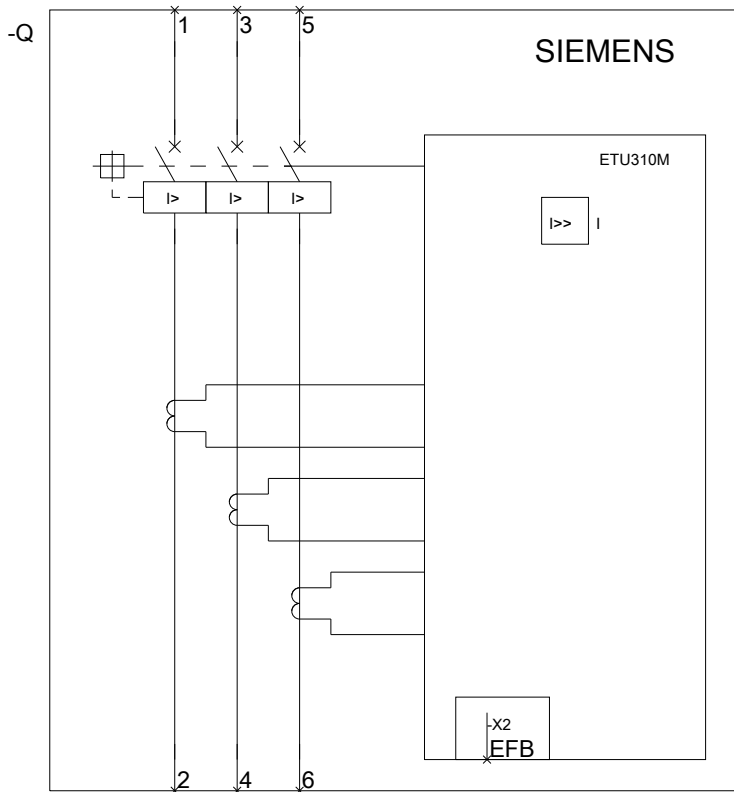 -Q
1 3 5
SIEMENS
ETU310M
I> I> I>
I>> I
-X2
EFB
2 4 6